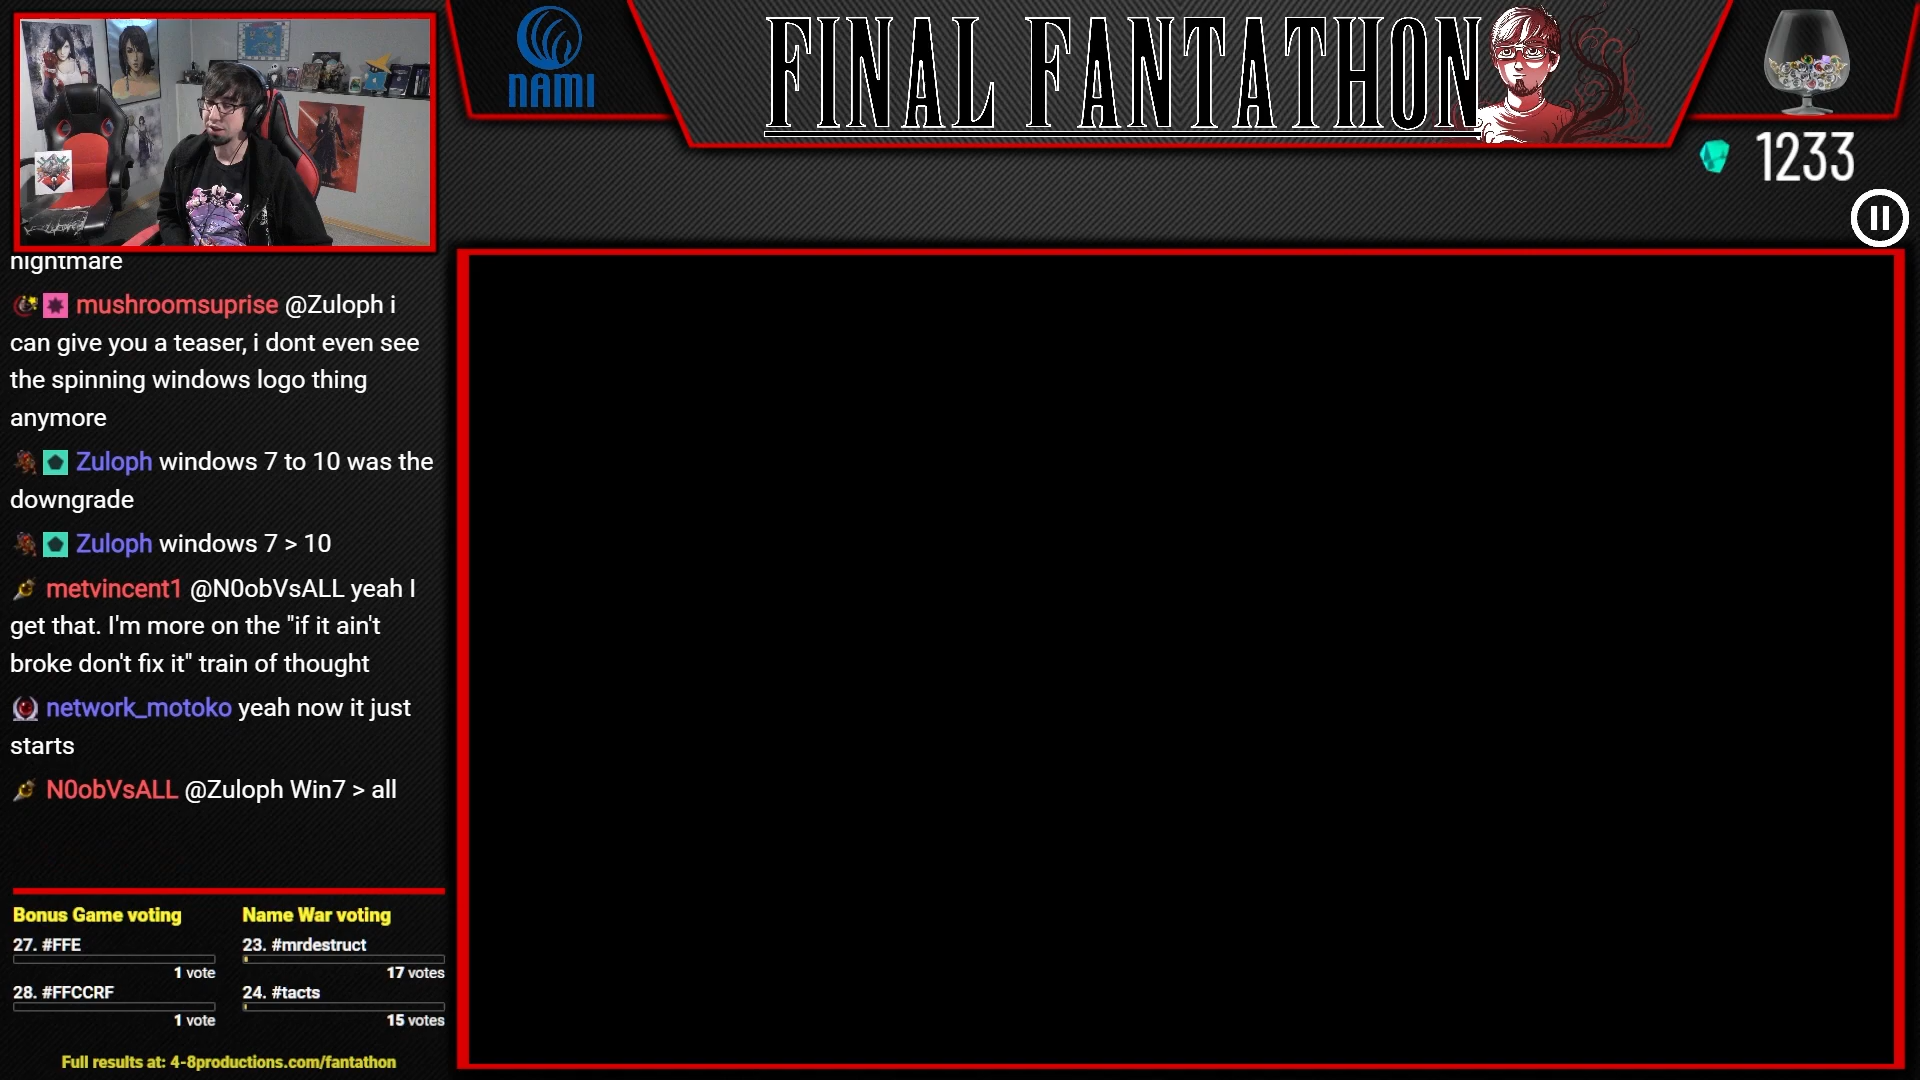 NAMI
FINAL FANTATHON
1233
nightmare
mushroomsuprise @Zuloph i
can give you a teaser, i dont even see
the spinning windows logo thing
anymore
Zuloph windows 7 to 10 was the
downgrade
Zuloph windows 7 > 10
metvincent1 @N0obVsALL yeah I
get that. I'm more on the "if it ain't
broke don't fix it" train of thought
network_motoko yeah now it just
starts
N0obVsALL @Zuloph Win7 > all
Bonus Game voting
27. #FFE
1 vote
28. #FFCCRF
1 vote
Name War voting
23. #mrdestruct
17 votes
24. #tacts
15 votes
Full results at: 4-8productions.com/fantathon